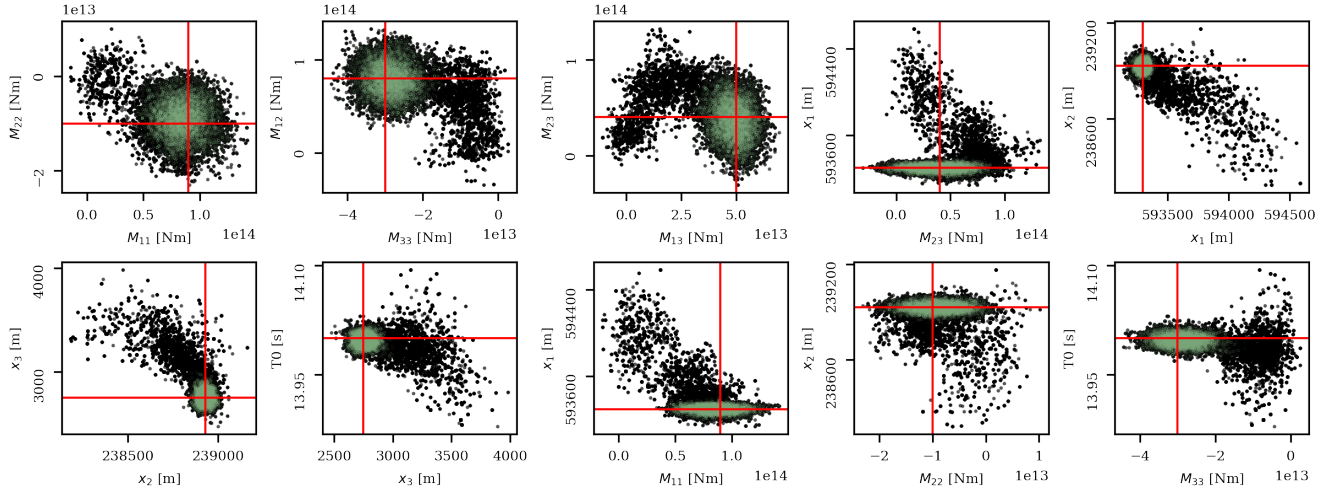 1e13
0
−2
M₂₂ [Nm]
0.0 0.5 1.0
M₁₁ [Nm]
1e14
1e14
1
0
M₁₂ [Nm]
−4 −2 0
M₃₃ [Nm]
1e13
1e14
1
0
M₂₃ [Nm]
0.0 2.5 5.0
M₁₃ [Nm]
1e13
594400
593600
x₁ [m]
0.0 0.5 1.0
M₂₃ [Nm]
1e14
239200
238600
x₂ [m]
593500 594000 594500
x₁ [m]
4000
3000
x₃ [m]
238500 239000
x₂ [m]
14.10
13.95
T0 [s]
2500 3000 3500 4000
x₃ [m]
594400
593600
x₁ [m]
0.0 0.5 1.0
M₁₁ [Nm]
1e14
239200
238600
x₂ [m]
−2 −1 0 1
M₂₂ [Nm]
1e13
14.10
13.95
T0 [s]
−4 −2 0
M₃₃ [Nm]
1e13